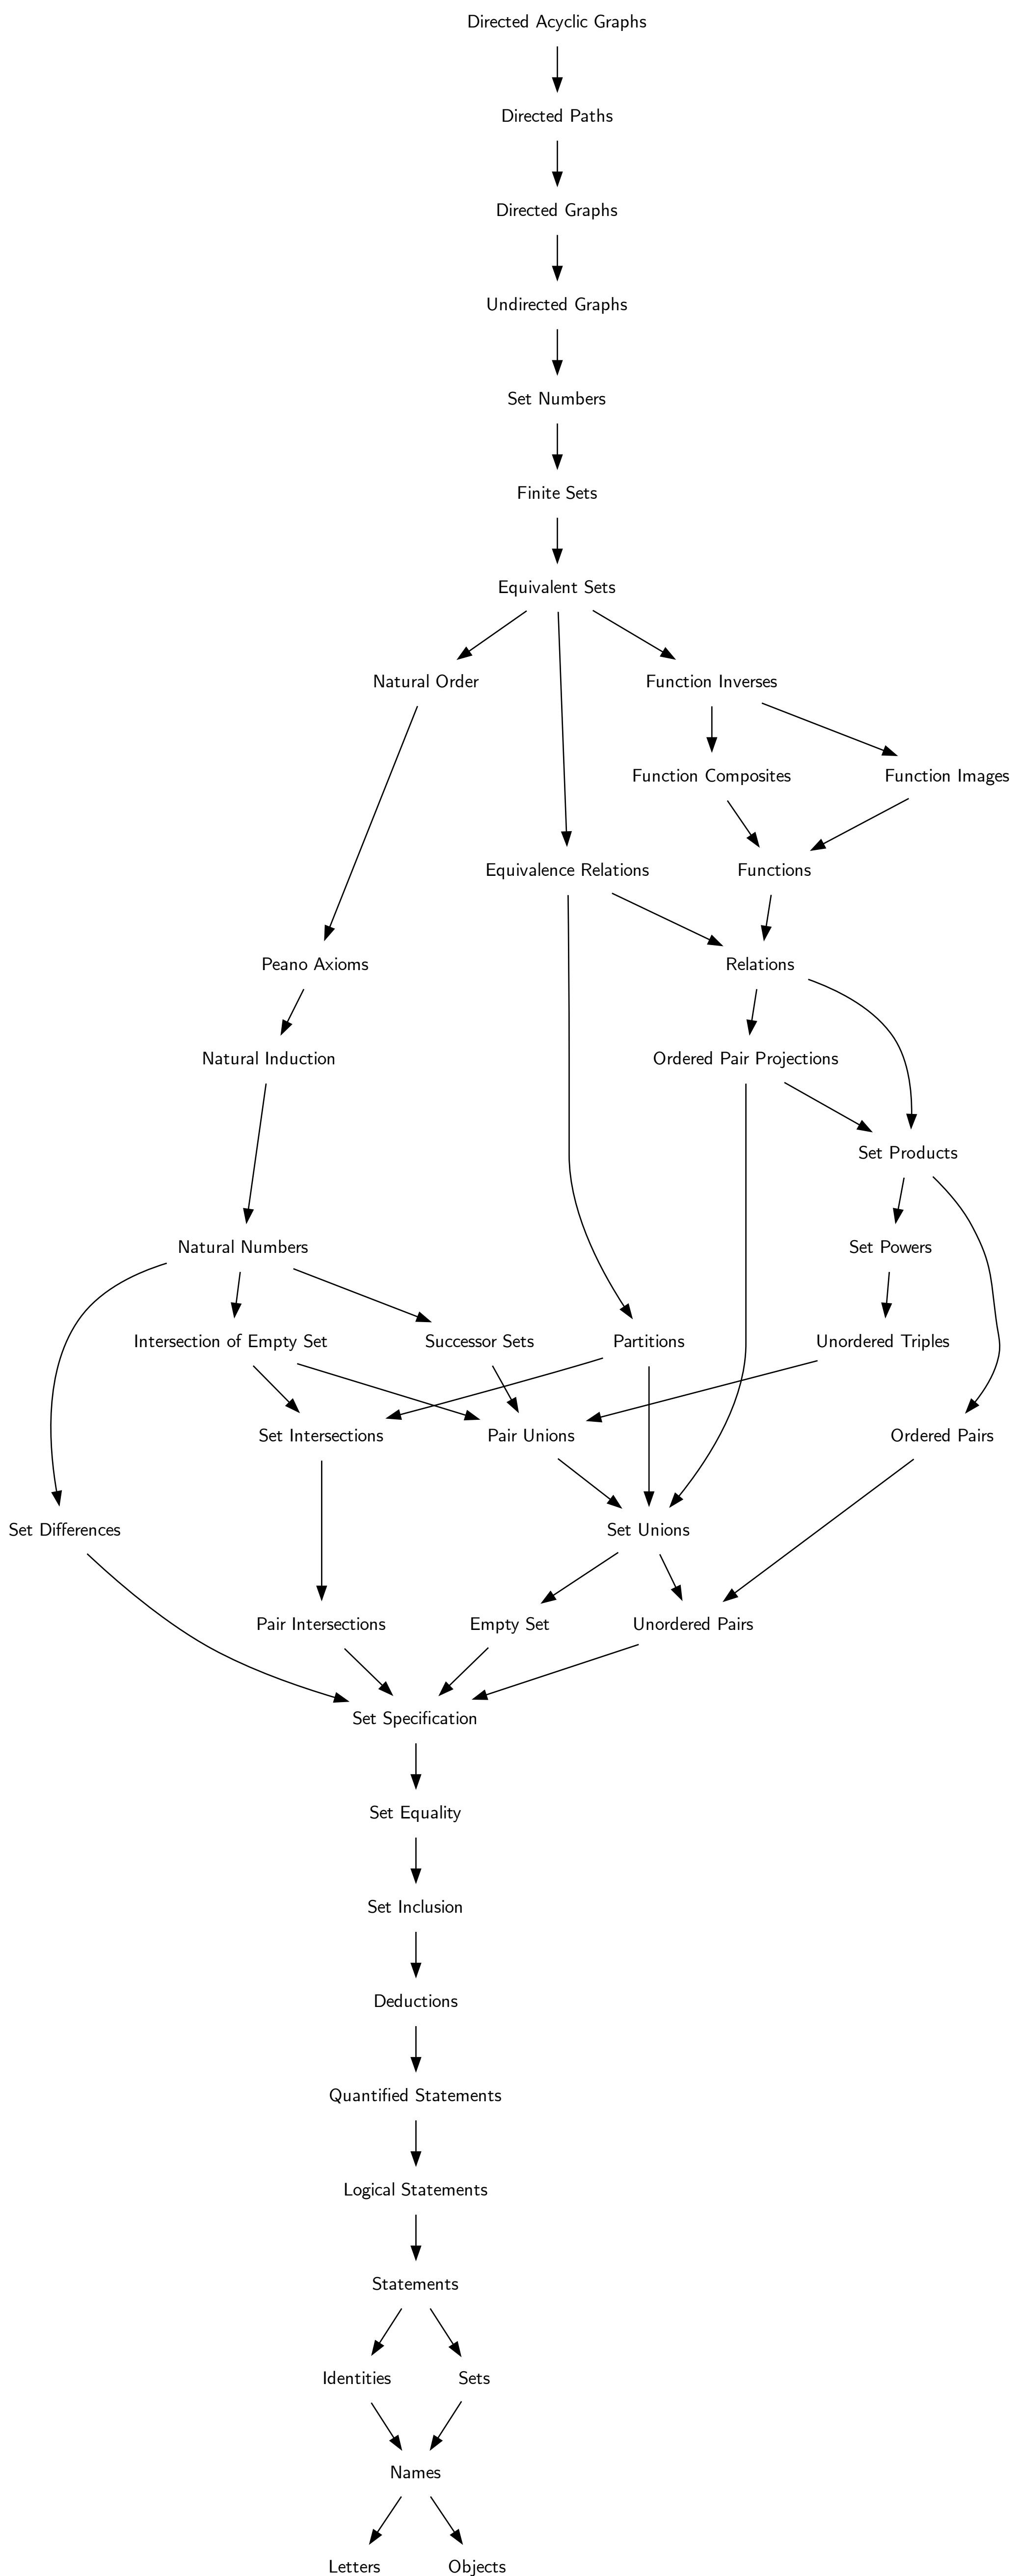 Directed Acyclic Graphs
Directed Paths
Directed Graphs
Undirected Graphs
Set Numbers
Finite Sets
Equivalent Sets
Natural Order
Function Inverses
Function Composites
Function Images
Equivalence Relations
Functions
Peano Axioms
Relations
Natural Induction
Ordered Pair Projections
Set Products
Natural Numbers
Set Powers
Intersection of Empty Set
Successor Sets
Partitions
Unordered Triples
Set Intersections
Pair Unions
Ordered Pairs
Set Differences
Set Unions
Pair Intersections
Empty Set
Unordered Pairs
Set Specification
Set Equality
Set Inclusion
Deductions
Quantified Statements
Logical Statements
Statements
Identities
Sets
Names
Letters
Objects